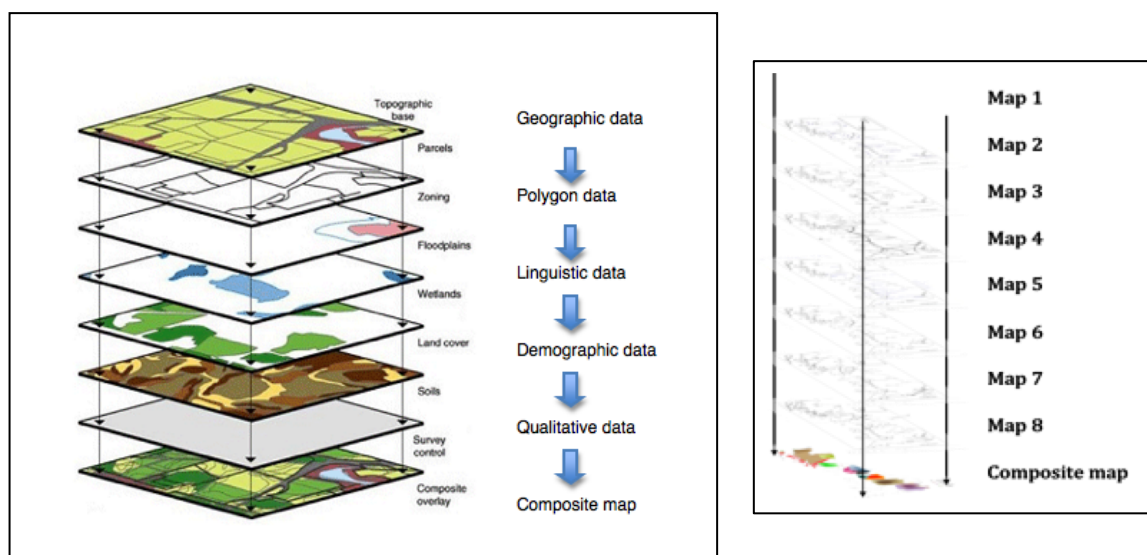 Topographic
base
Parcels
Zoning
Floodplains
Wetlands
Land cover
Soils
Survey
control
Composite
overlay
Geographic data
Polygon data
Linguistic data
Demographic data
Qualitative data
Composite map
Map 1
Map 2
Map 3
Map 4
Map 5
Map 6
Map 7
Map 8
Composite map